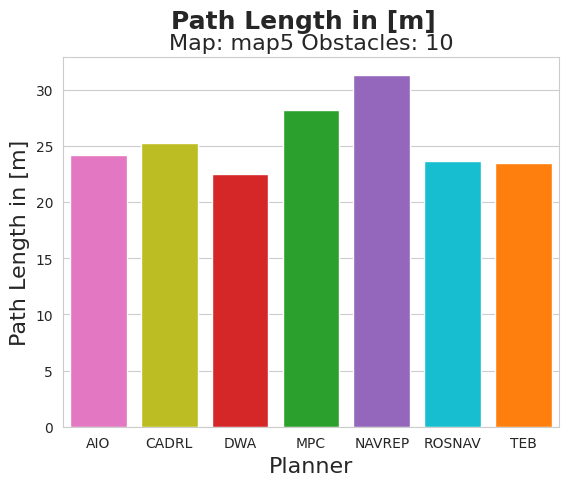 Path Length in [m]
Map: map5 Obstacles: 10
Path Length in [m]
30
25
20
15
10
5
0
AIO CADRL DWA MPC NAVREP ROSNAV TEB
Planner